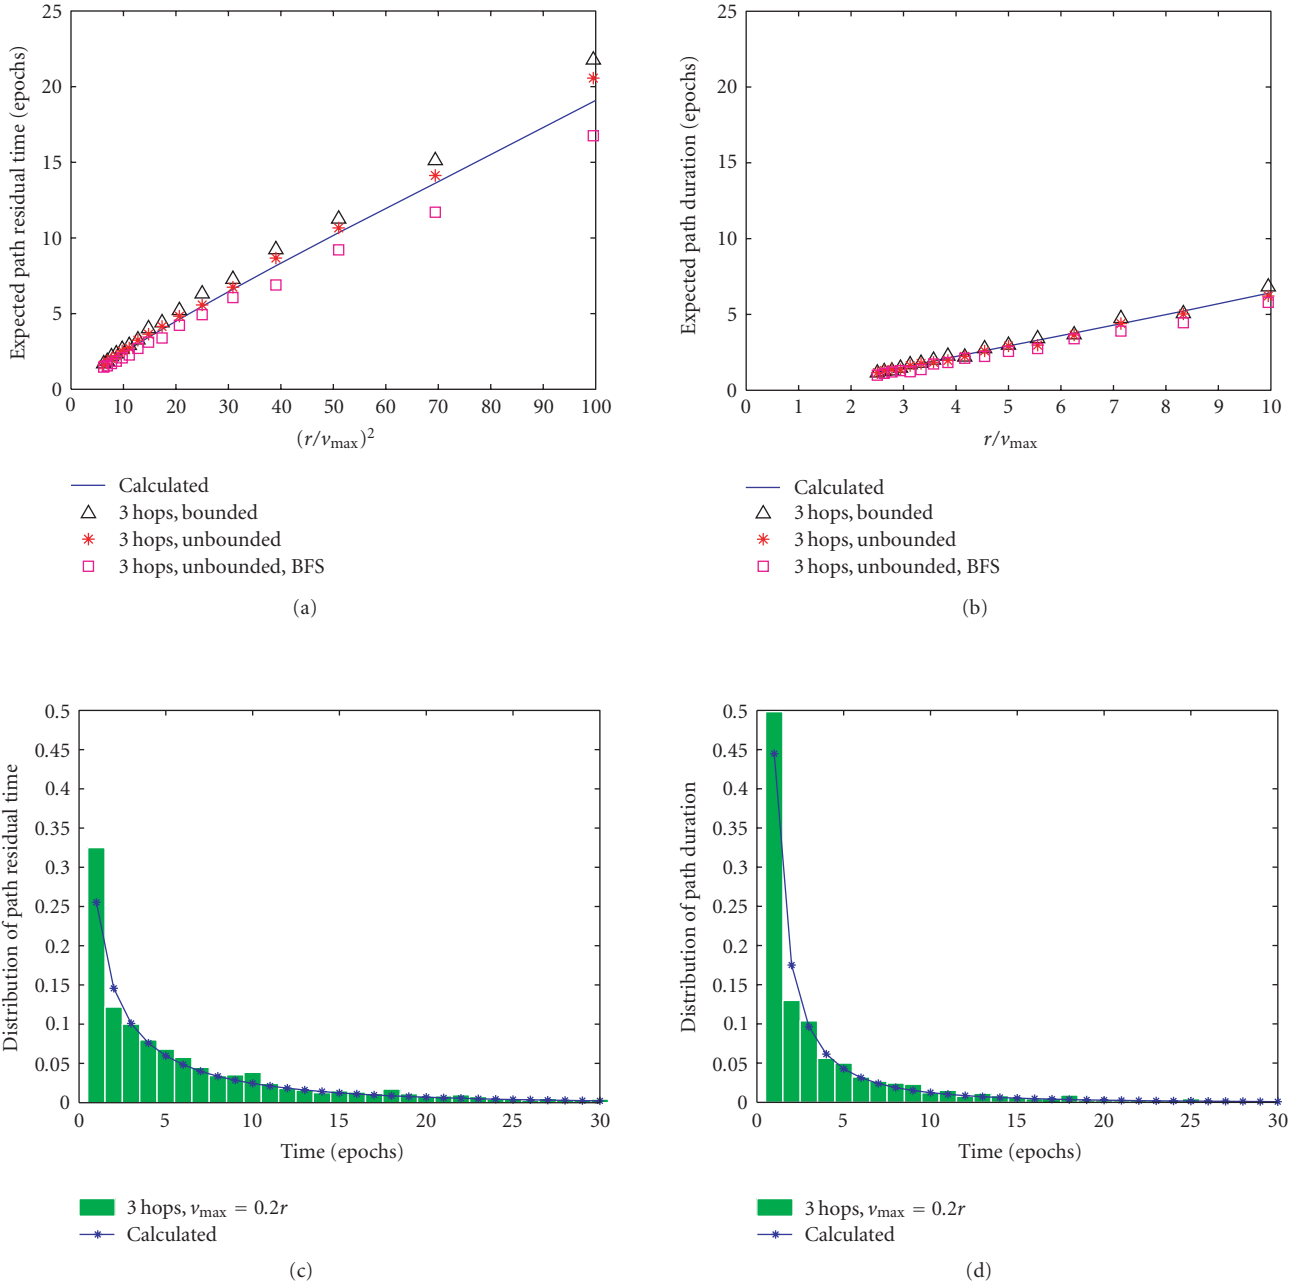 Expected path residual time (epochs)
25
20
15
10
5
0
0 10 20 30 40 50 60 70 80 90 100
(r/vmax)²
Calculated
3 hops, bounded
3 hops, unbounded
3 hops, unbounded, BFS
(a)
Expected path duration (epochs)
25
20
15
10
5
0
0 1 2 3 4 5 6 7 8 9 10
r/vmax
Calculated
3 hops, bounded
3 hops, unbounded
3 hops, unbounded, BFS
(b)
Distribution of path residual time
0.5
0.45
0.4
0.35
0.3
0.25
0.2
0.15
0.1
0.05
0
0 5 10 15 20 25 30
Time (epochs)
3 hops, vmax = 0.2r
Calculated
(c)
Distribution of path duration
0.5
0.45
0.4
0.35
0.3
0.25
0.2
0.15
0.1
0.05
0
0 5 10 15 20 25 30
Time (epochs)
3 hops, vmax = 0.2r
Calculated
(d)